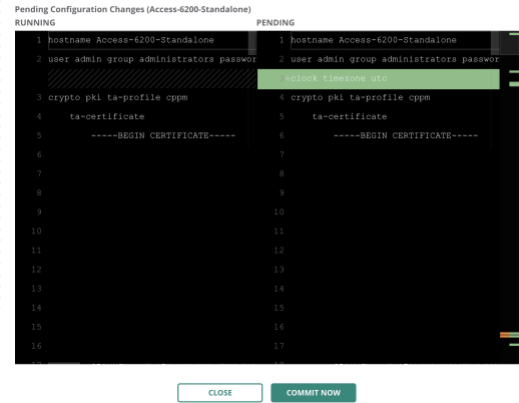 Pending Configuration Changes (Access-6200-Standalone)
RUNNING
1 hostname Access-6200-Standalone
2 user admin group administrators passwor
3 crypto pki ta-profile cppm
4 ta-certificate
5 -----BEGIN CERTIFICATE-----
6
7
8
9
10
11
12
13
14
15
16
PENDING
1 hostname Access-6200-Standalone
2 user admin group administrators passwor
+clock timezone utc
4 crypto pki ta-profile cppm
5 ta-certificate
6 -----BEGIN CERTIFICATE-----
7
8
9
10
11
12
13
14
15
16
17
CLOSE
COMMIT NOW